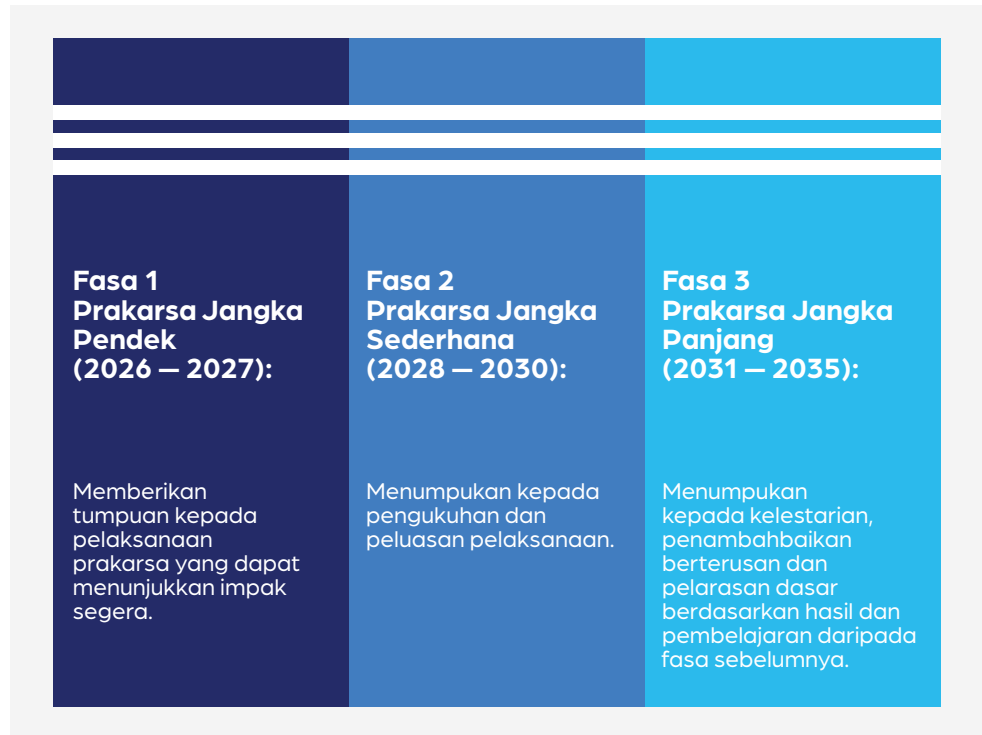 Fasa 1
Prakarsa Jangka
Pendek
(2026 — 2027):
Memberikan
tumpuan kepada
pelaksanaan
prakarsa yang dapat
menunjukkan impak
segera.
Fasa 2
Prakarsa Jangka
Sederhana
(2028 — 2030):
Menumpukan kepada
pengukuhan dan
peluasan pelaksanaan.
Fasa 3
Prakarsa Jangka
Panjang
(2031 — 2035):
Menumpukan
kepada kelestarian,
penambahbaikan
berterusan dan
pelarasan dasar
berdasarkan hasil dan
pembelajaran daripada
fasa sebelumnya.